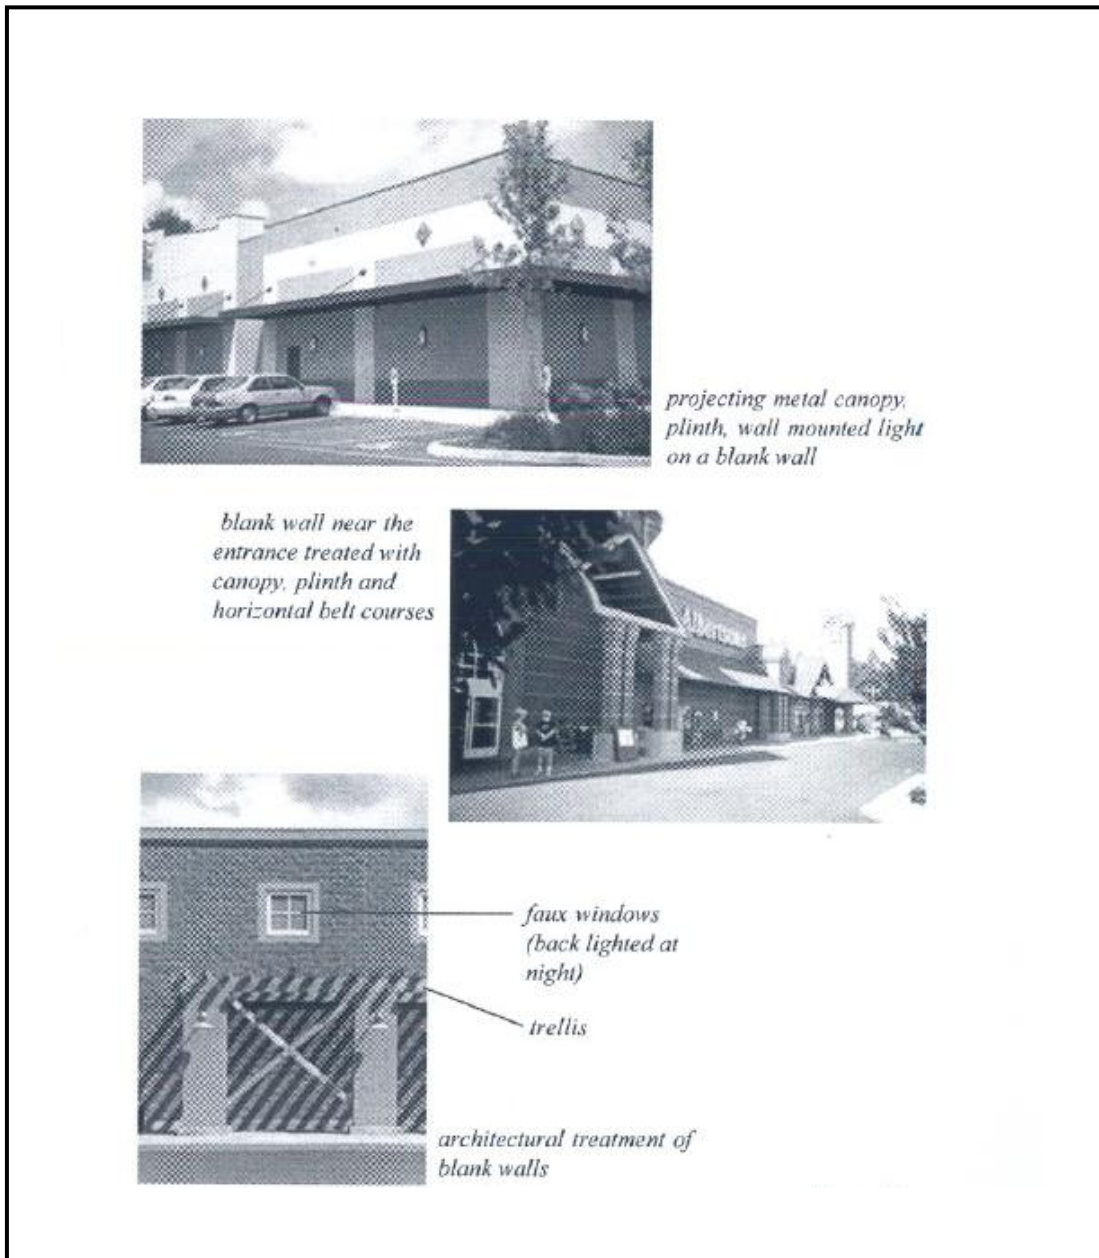 projecting metal canopy,
plinth, wall mounted light
on a blank wall
blank wall near the
entrance treated with
canopy, plinth and
horizontal belt courses
Albertsons
faux windows
(back lighted at
night)
trellis
architectural treatment of
blank walls